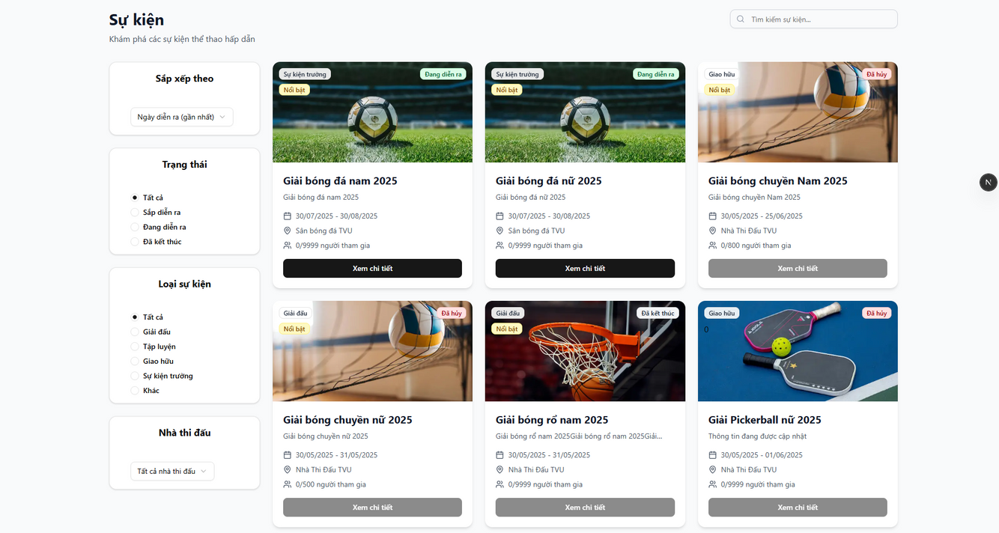 Sự kiện
Khám phá các sự kiện thể thao hấp dẫn
Tìm kiếm sự kiện...
Sắp xếp theo
Ngày diễn ra (gần nhất)
Trạng thái
Tất cả
Sắp diễn ra
Đang diễn ra
Đã kết thúc
Loại sự kiện
Tất cả
Giải đấu
Tập luyện
Giao hữu
Sự kiện trường
Khác
Nhà thi đấu
Tất cả nhà thi đấu
Sự kiện trường
Đang diễn ra
Nổi bật
Giải bóng đá nam 2025
Giải bóng đá nam 2025
30/07/2025 - 30/08/2025
Sân bóng đá TVU
0/9999 người tham gia
Xem chi tiết
Sự kiện trường
Đang diễn ra
Nổi bật
Giải bóng đá nữ 2025
Giải bóng đá nữ 2025
30/07/2025 - 30/08/2025
Sân bóng đá TVU
0/9999 người tham gia
Xem chi tiết
Giao hữu
Đã hủy
Nổi bật
Giải bóng chuyền Nam 2025
Giải bóng chuyền Nam 2025
30/05/2025 - 25/06/2025
Nhà Thi Đấu TVU
0/800 người tham gia
Xem chi tiết
Giải đấu
Đã hủy
Nổi bật
Giải bóng chuyền nữ 2025
Giải bóng chuyền nữ 2025
30/05/2025 - 31/05/2025
Nhà Thi Đấu TVU
0/500 người tham gia
Xem chi tiết
Giải đấu
Đã kết thúc
Nổi bật
Giải bóng rổ nam 2025
Giải bóng rổ nam 2025Giải bóng rổ nam 2025Giải...
30/05/2025 - 31/05/2025
Nhà Thi Đấu TVU
0/9999 người tham gia
Xem chi tiết
Giao hữu
Đã hủy
0
JOOLA
Giải Pickerball nữ 2025
Thông tin đang được cập nhật
30/05/2025 - 01/06/2025
Nhà Thi Đấu TVU
0/9999 người tham gia
Xem chi tiết
N